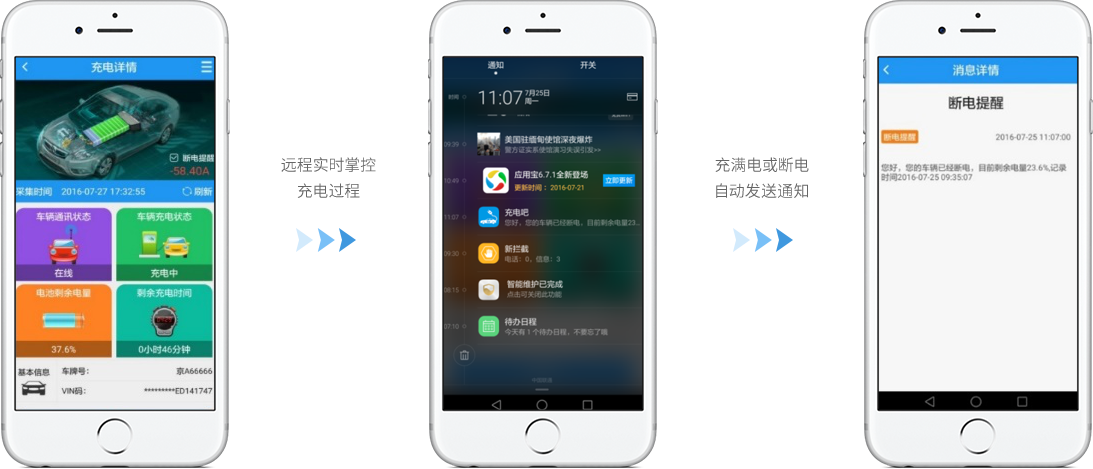 充电详情
断电提醒
-58.40A
采集时间 2016-07-27 17:32:55 刷新
车辆通讯状态
车辆充电状态
在线
充电中
电池剩余电量
剩余充电时间
37.6%
0小时46分钟
基本信息
车牌号：
京A66666
VIN码：
*********ED141747
远程实时掌控
充电过程
通知
开关
11:07
7月25日
周一
09:39
美国驻缅甸使馆深夜爆炸
警方证实系使馆演习失误引发>>
10:49
应用宝6.7.1全新登场
更新时间：2016-07-21
立即更新
11:07
充电吧
您好，您的车辆已经断电，目前剩余电量23...
09:30
新拦截
电话：0，信息：3
08:15
智能维护已完成
点击可关闭此功能
07:10
待办日程
今天有 1 个待办日程，不要忘了哦
充满电或断电
自动发送通知
消息详情
断电提醒
断电提醒
2016-07-25 11:07:00
您好，您的车辆已经断电，目前剩余电量23.6%,记录
时间2016-07-25 09:35:07